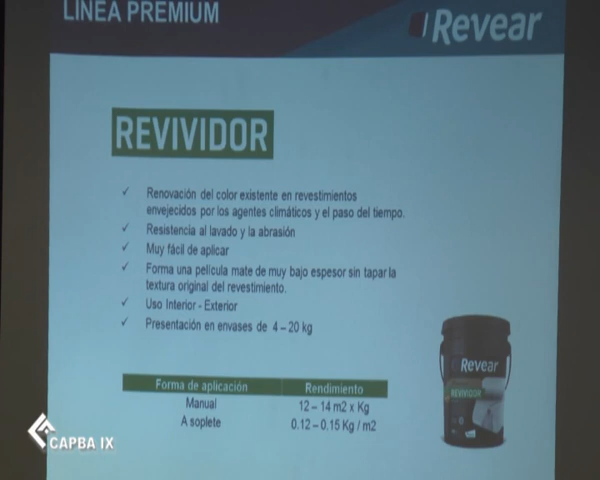 LINEA PREMIUM
Revear
REVIVIDOR
✓ Renovación del color existente en revestimientos
envejecidos por los agentes climáticos y el paso del tiempo.
✓ Resistencia al lavado y la abrasión
✓ Muy fácil de aplicar
✓ Forma una película mate de muy bajo espesor sin tapar la
textura original del revestimiento.
✓ Uso Interior - Exterior
✓ Presentación en envases de 4 – 20 kg
Revear
REVIVIDOR
Forma de aplicación Rendimiento
Manual 12 – 14 m2 x Kg
A soplete 0.12 – 0.15 Kg / m2
CAPBA IX